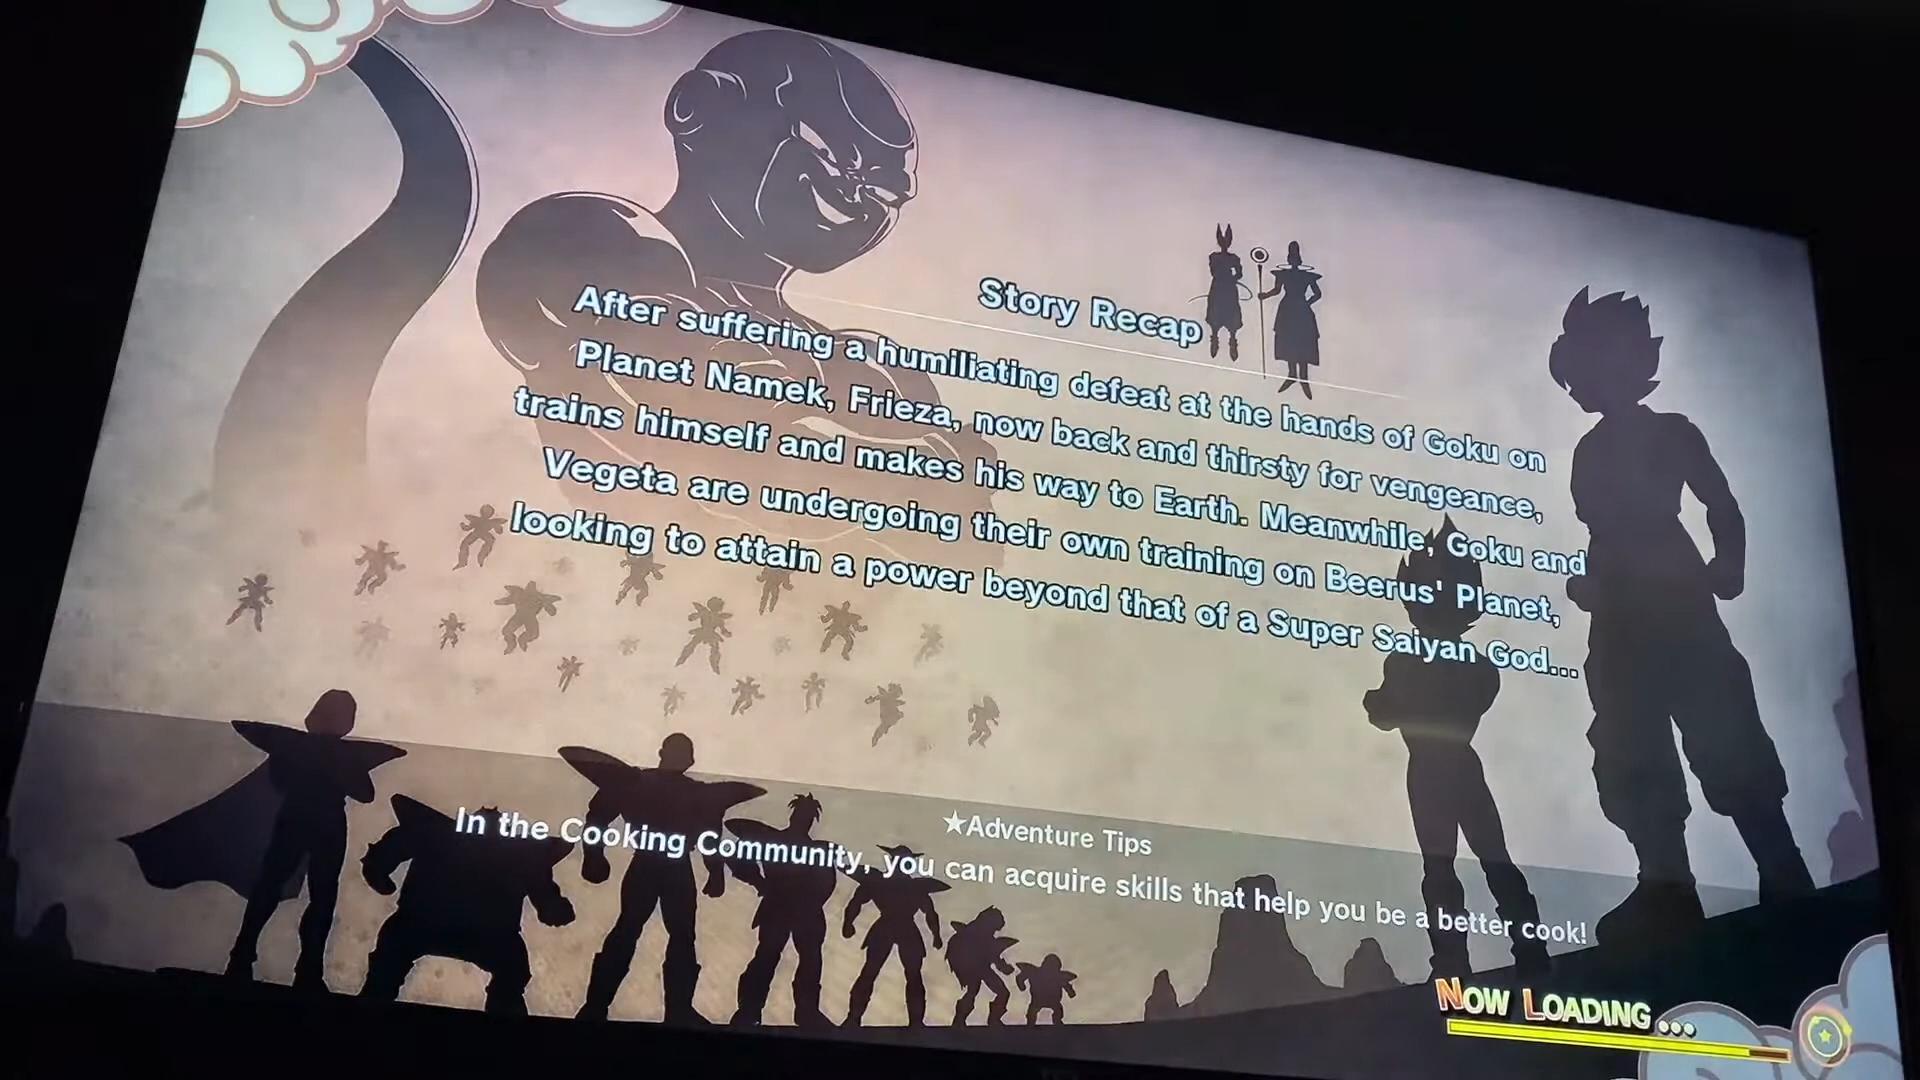 Story Recap
After suffering a humiliating defeat at the hands of Goku on
Planet Namek, Frieza, now back and thirsty for vengeance,
trains himself and makes his way to Earth. Meanwhile, Goku and
Vegeta are undergoing their own training on Beerus' Planet,
looking to attain a power beyond that of a Super Saiyan God...
★Adventure Tips
In the Cooking Community, you can acquire skills that help you be a better cook!
NOW LOADING...